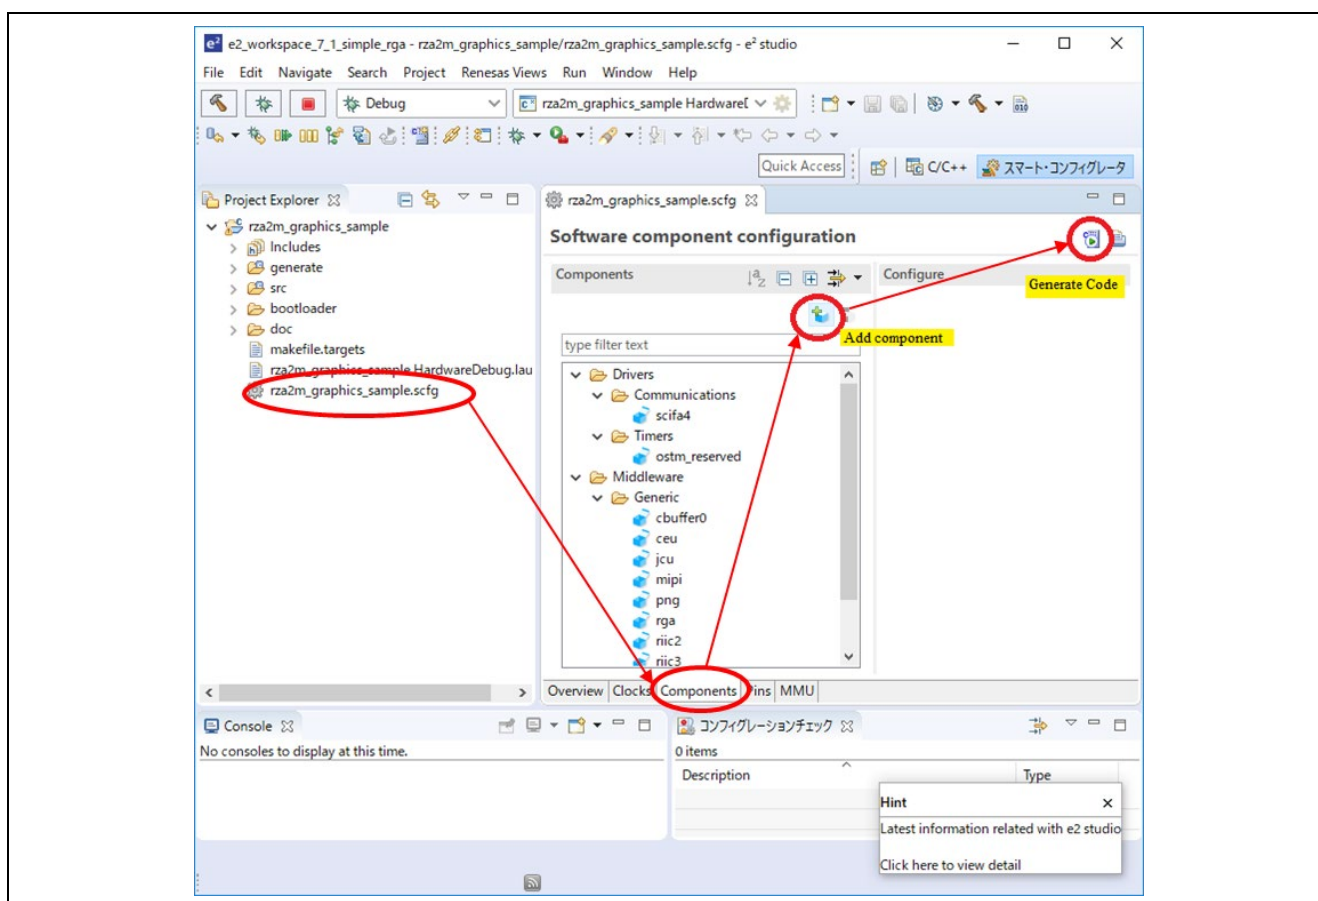 e² e2_workspace_7_1_simple_rga - rza2m_graphics_sample/rza2m_graphics_sample.scfg - e² studio
File Edit Navigate Search Project Renesas Views Run Window Help
Debug rza2m_graphics_sample Hardware
Quick Access C/C++ スマート・コンフィグレータ
Project Explorer
rza2m_graphics_sample.scfg
rza2m_graphics_sample
Includes
generate
src
bootloader
doc
makefile.targets
rza2m_graphics_sample HardwareDebug.lau
rza2m_graphics_sample.scfg
Software component configuration
Components
Configure
Generate Code
Add component
type filter text
Drivers
Communications
scifa4
Timers
ostm_reserved
Middleware
Generic
cbuffer0
ceu
jcu
mipi
png
rga
riic2
riic3
Overview Clocks Components Pins MMU
Console
No consoles to display at this time.
コンフィグレーションチェック
0 items
Description Type
Hint
Latest information related with e2 studio
Click here to view detail